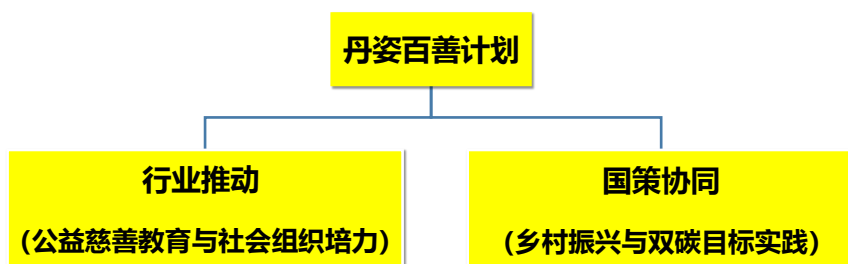 丹姿百善计划
行业推动
(公益慈善教育与社会组织培力)
国策协同
(乡村振兴与双碳目标实践)